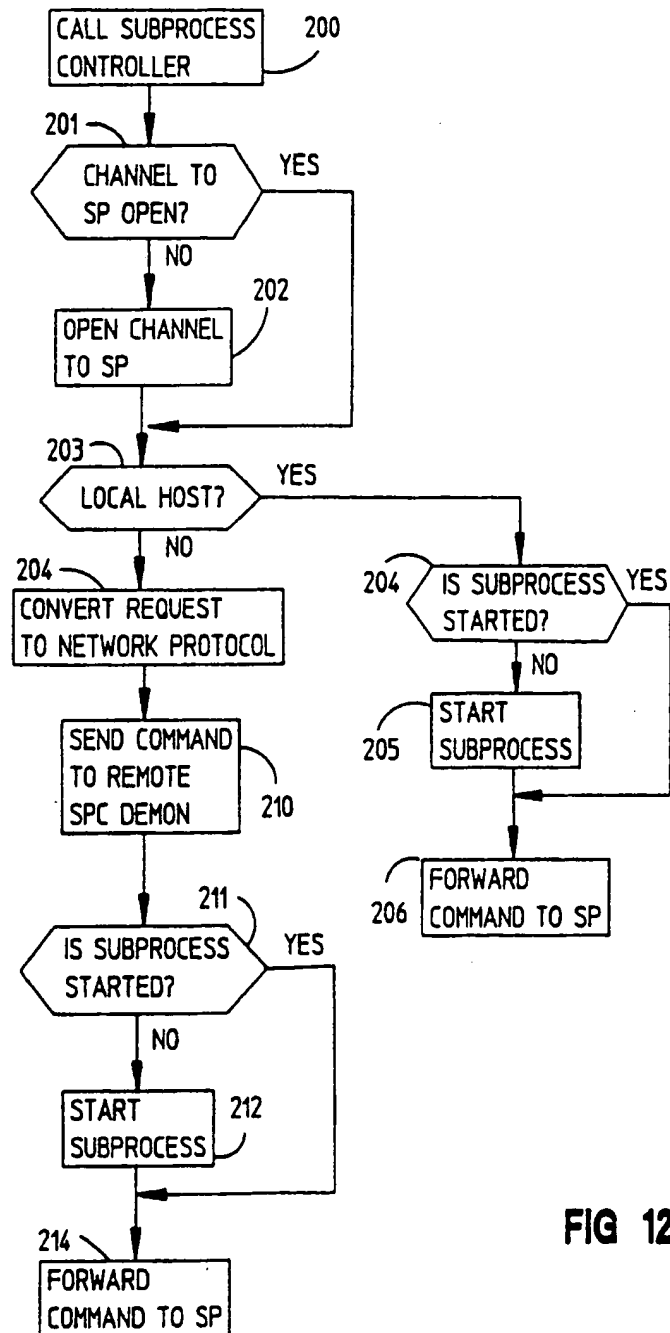 CALL SUBPROCESS
CONTROLLER
200
201
CHANNEL TO
SP OPEN?
YES
NO
202
OPEN CHANNEL
TO SP
203
LOCAL HOST?
YES
NO
204
CONVERT REQUEST
TO NETWORK PROTOCOL
204
IS SUBPROCESS
STARTED?
YES
NO
START
SUBPROCESS
205
SEND COMMAND
TO REMOTE
SPC DEMON
210
206
FORWARD
COMMAND TO SP
211
IS SUBPROCESS
STARTED?
YES
NO
START
SUBPROCESS
212
214
FORWARD
COMMAND TO SP
FIG 12